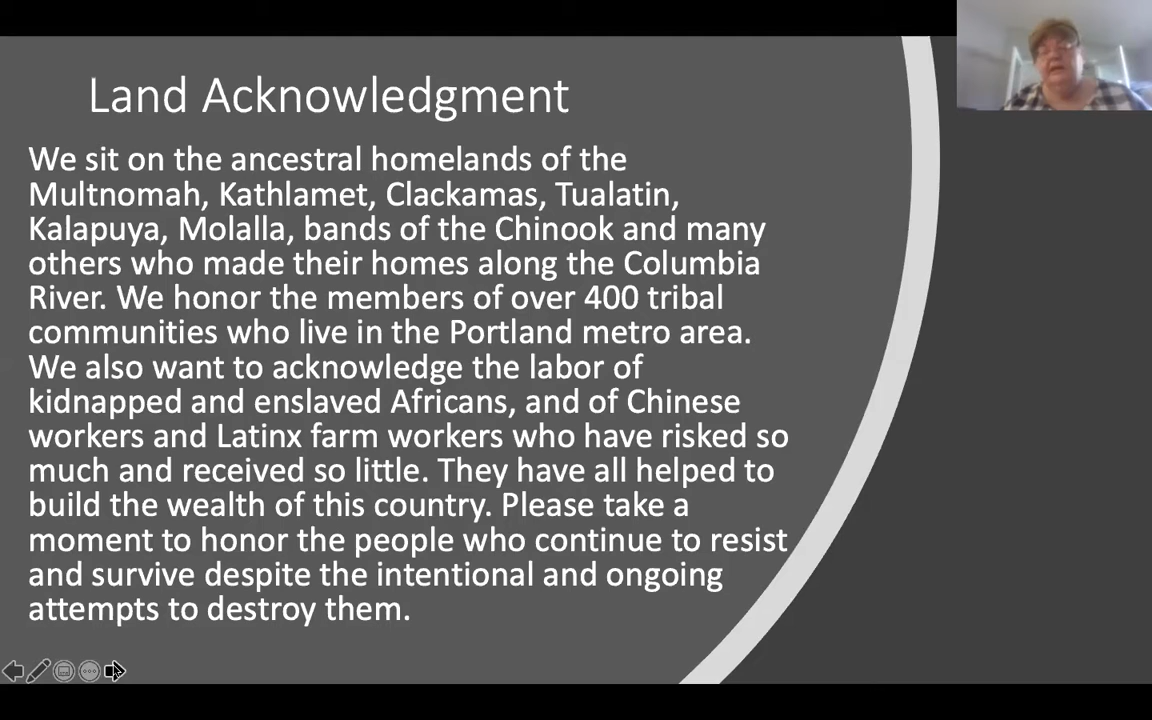 Land Acknowledgment
We sit on the ancestral homelands of the
Multnomah, Kathlamet, Clackamas, Tualatin,
Kalapuya, Molalla, bands of the Chinook and many
others who made their homes along the Columbia
River. We honor the members of over 400 tribal
communities who live in the Portland metro area.
We also want to acknowledge the labor of
kidnapped and enslaved Africans, and of Chinese
workers and Latinx farm workers who have risked so
much and received so little. They have all helped to
build the wealth of this country. Please take a
moment to honor the people who continue to resist
and survive despite the intentional and ongoing
attempts to destroy them.